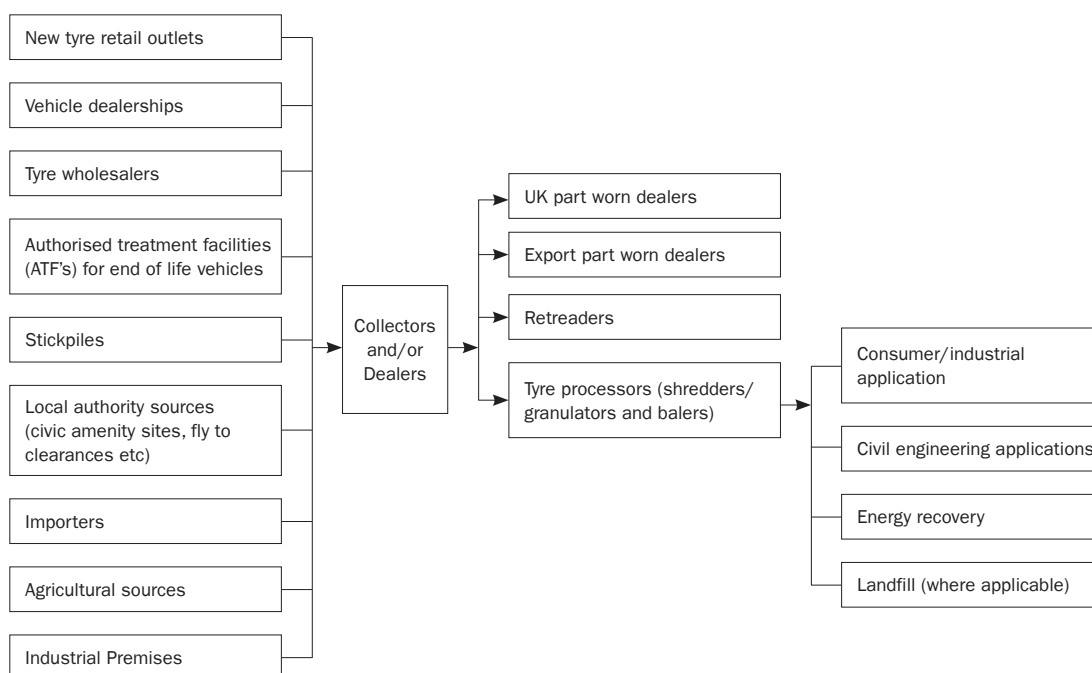 New tyre retail outlets
Vehicle dealerships
Tyre wholesalers
Authorised treatment facilities
(ATF's) for end of life vehicles
Stickpiles
Local authority sources
(civic amenity sites, fly to
clearances etc)
Importers
Agricultural sources
Industrial Premises
Collectors
and/or
Dealers
UK part worn dealers
Export part worn dealers
Retreaders
Tyre processors (shredders/
granulators and balers)
Consumer/industrial
application
Civil engineering applications
Energy recovery
Landfill (where applicable)